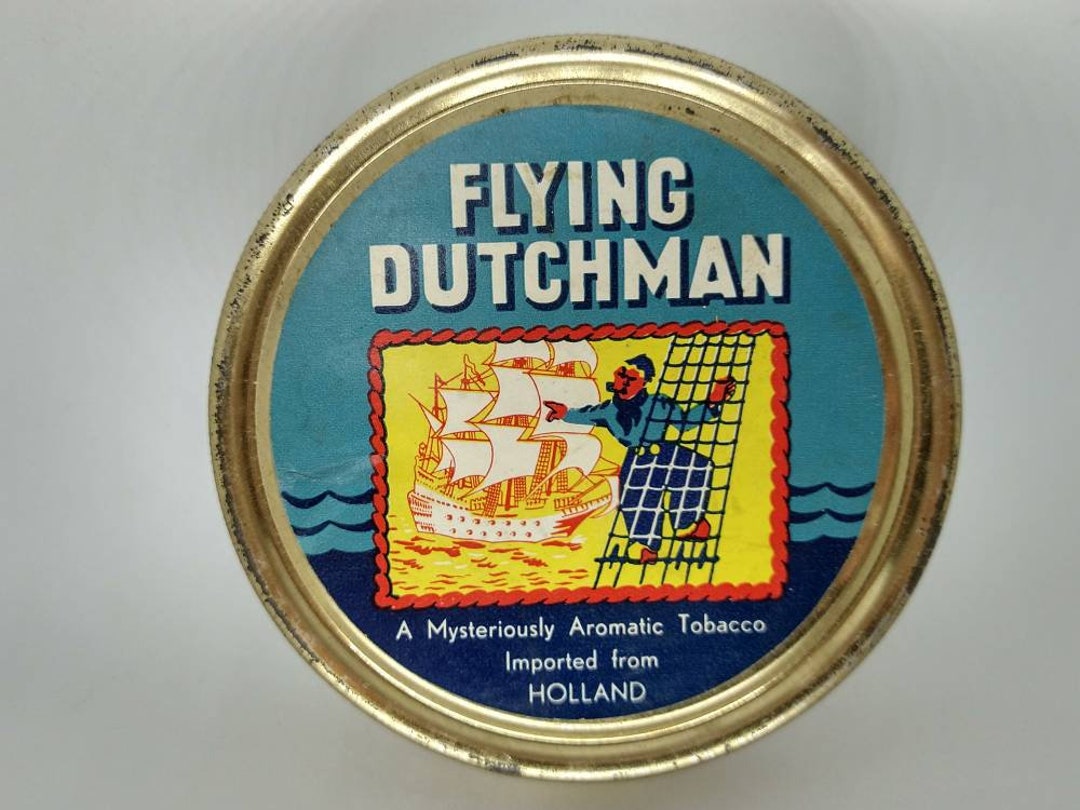 FLYING
DUTCHMAN
A Mysteriously Aromatic Tobacco
Imported from
HOLLAND